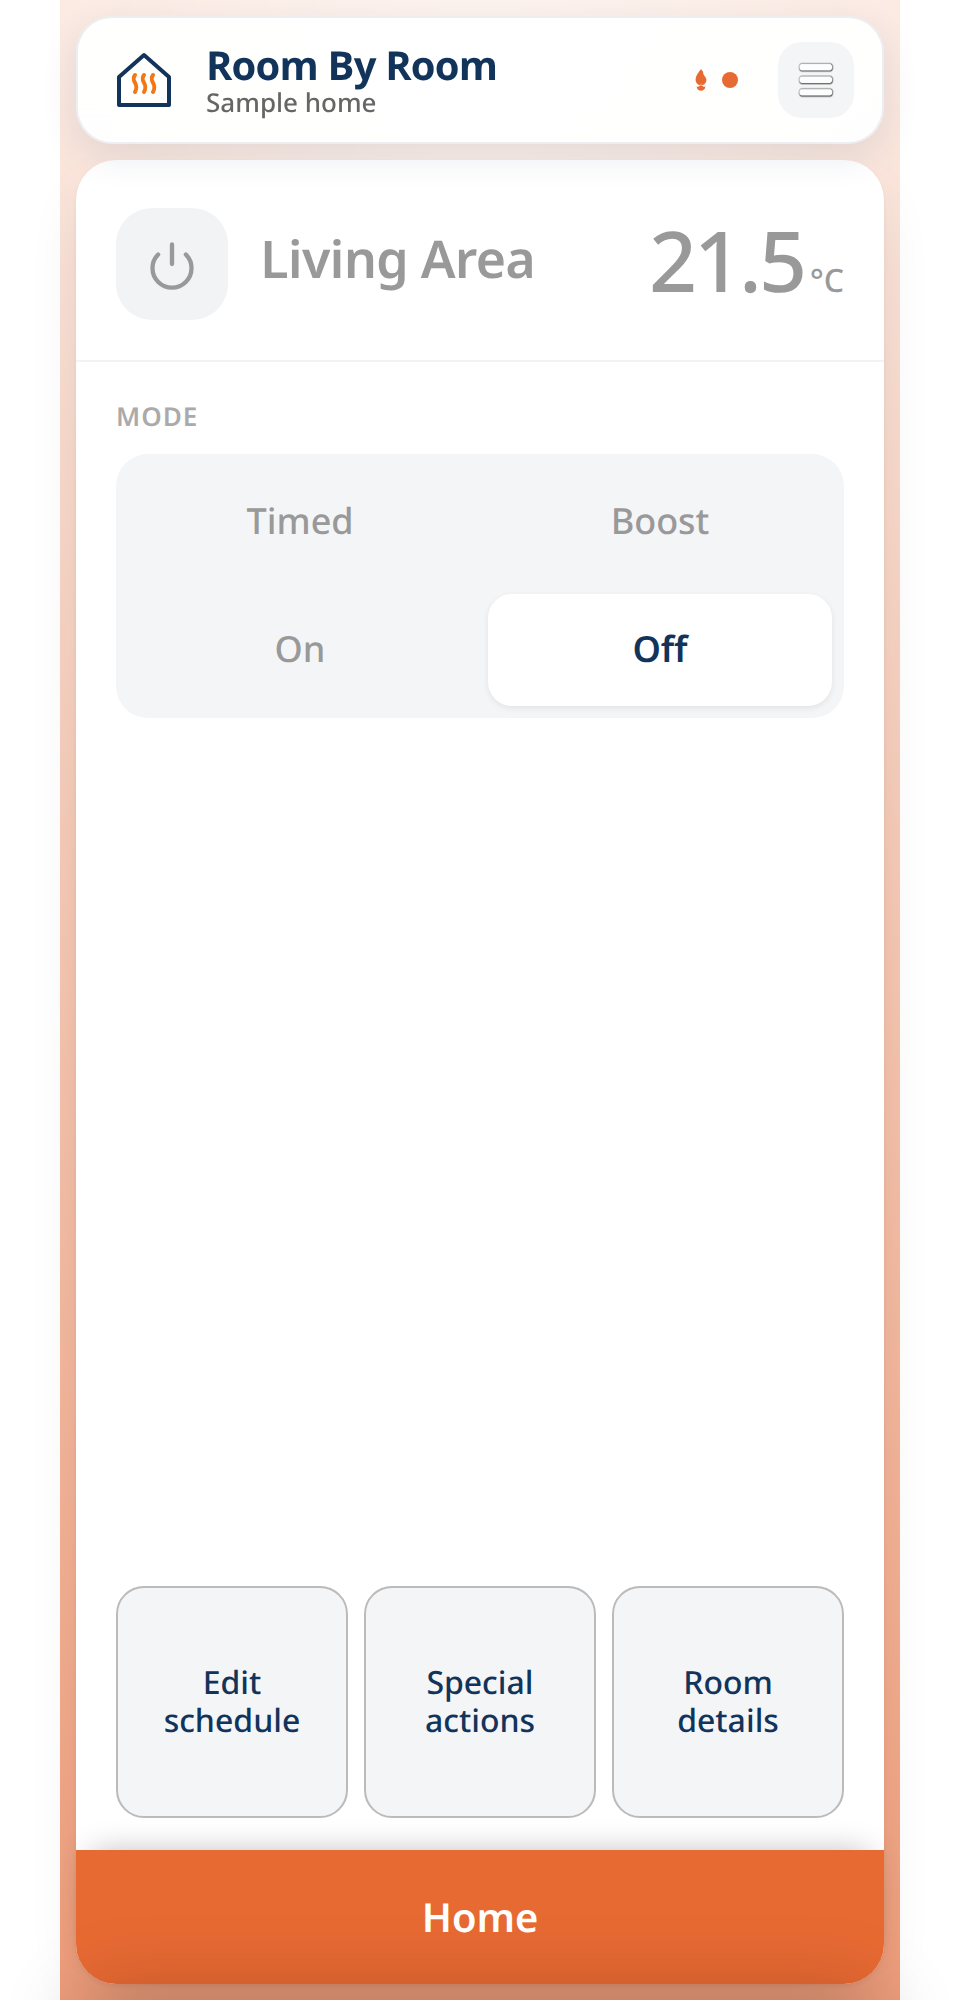 Room By Room
Sample home
Living Area
21.5 °C
MODE
Timed
Boost
On
Off
Edit
schedule
Special
actions
Room
details
Home